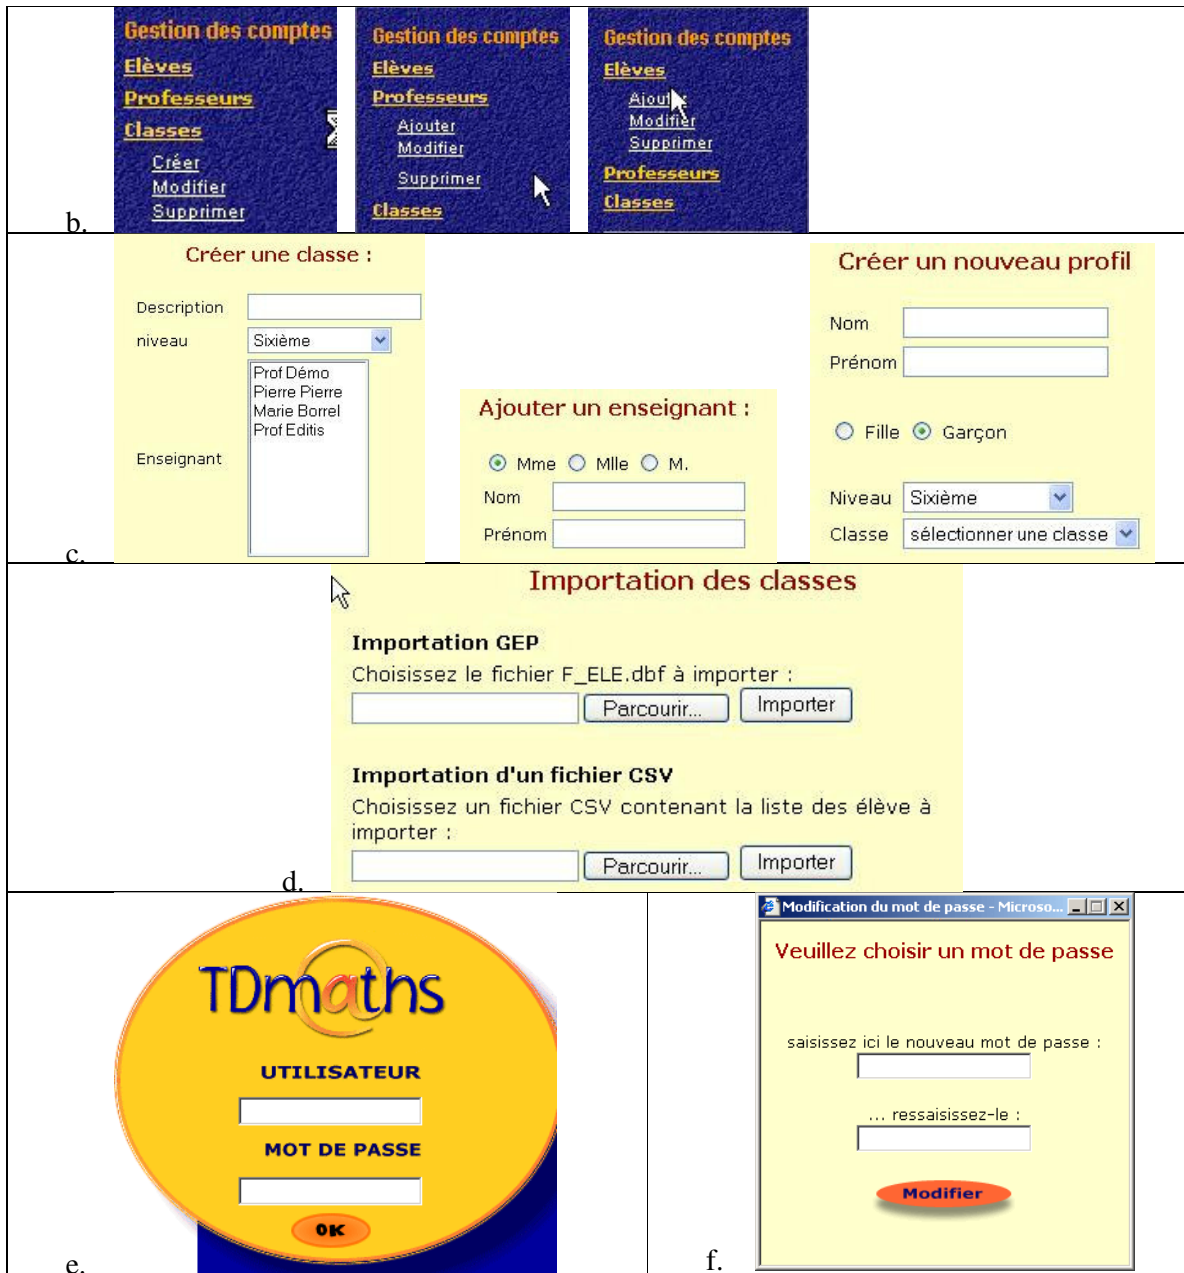 Gestion des comptes
Elèves
Professeurs
Classes
Créer
Modifier
Supprimer
Gestion des comptes
Elèves
Professeurs
Ajouter
Modifier
Supprimer
Classes
Gestion des comptes
Elèves
Ajouter
Modifier
Supprimer
Professeurs
Classes
b.
Créer une classe :
Description
niveau
Sixième
Prof Démo
Pierre Pierre
Marie Borrel
Prof Editis
Enseignant
Ajouter un enseignant :
Mme Mlle M.
Nom
Prénom
Créer un nouveau profil
Nom
Prénom
Fille Garçon
Niveau Sixième
Classe sélectionner une classe
c.
Importation des classes
Importation GEP
Choisissez le fichier F_ELE.dbf à importer :
Parcourir... Importer
Importation d'un fichier CSV
Choisissez un fichier CSV contenant la liste des élève à
importer :
Parcourir... Importer
d.
TDm@ths
UTILISATEUR
MOT DE PASSE
OK
e.
Modification du mot de passe - Microso...
Veuillez choisir un mot de passe
saisissez ici le nouveau mot de passe :
... ressaisissez-le :
Modifier
f.